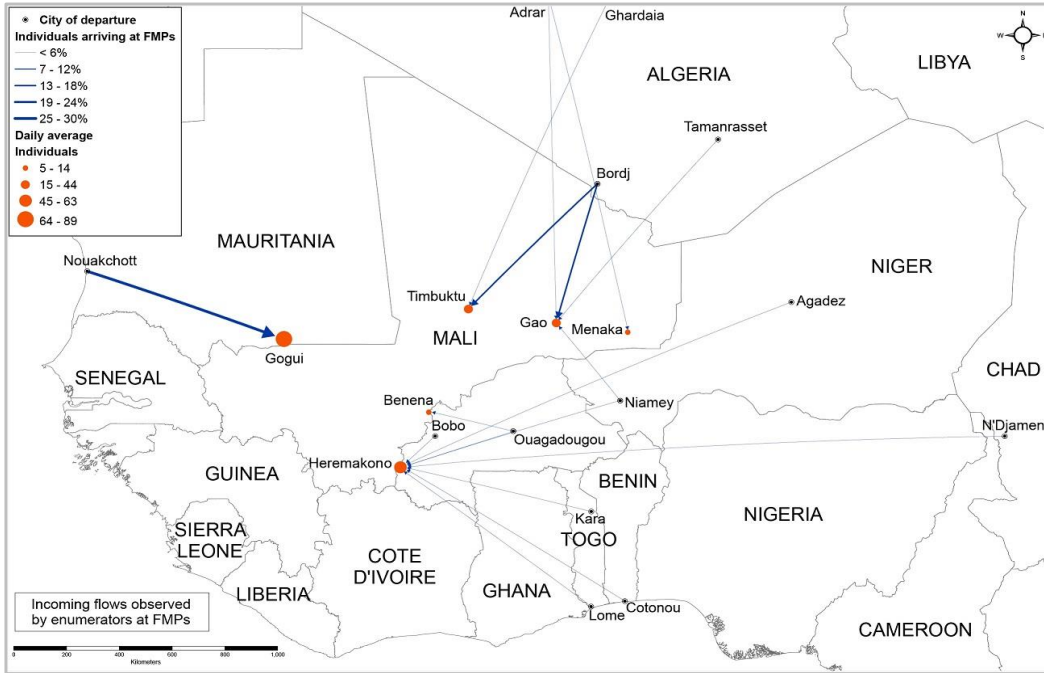 City of departure
Individuals arriving at FMPs
< 6%
7 - 12%
13 - 18%
19 - 24%
25 - 30%
Daily average
Individuals
5 - 14
15 - 44
45 - 63
64 - 89
Adrar
Ghardaia
N
W
E
S
ALGERIA
LIBYA
Tamanrasset
Bordj
MAURITANIA
Nouakchott
NIGER
Timbuktu
Agadez
Gao
Menaka
MALI
Gogui
SENEGAL
CHAD
Benena
Niamey
Bobo
Ouagadougou
N'Djamen
Heremakono
GUINEA
BENIN
Kara
NIGERIA
SIERRA
LEONE
TOGO
COTE
D'IVOIRE
GHANA
LIBERIA
Lome
Cotonou
CAMEROON
Incoming flows observed
by enumerators at FMPs
0 200 400 600 800 1,000
Kilometers